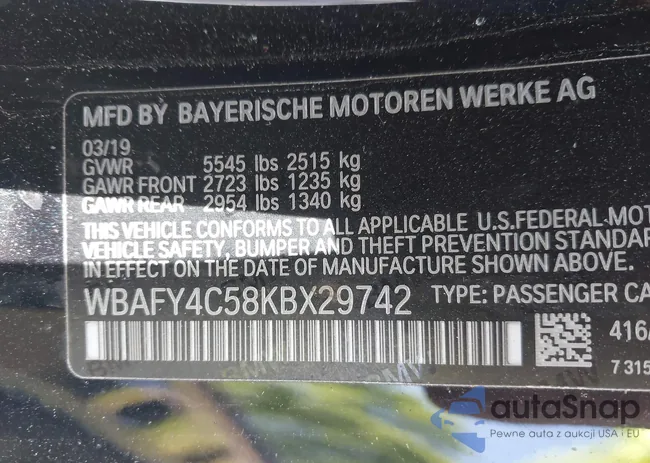 MFD BY BAYERISCHE MOTOREN WERKE AG
03/19
GVWR 5545 lbs 2515 kg
GAWR FRONT 2723 lbs 1235 kg
GAWR REAR 2954 lbs 1340 kg
THIS VEHICLE CONFORMS TO ALL APPLICABLE U.S.FEDERAL MOT
VEHICLE SAFETY, BUMPER AND THEFT PREVENTION STANDAR
IN EFFECT ON THE DATE OF MANUFACTURE SHOWN ABOVE.
WBAFY4C58KBX29742 TYPE: PASSENGER CA
416/
7 315
autoSnap
Pewne auta z aukcji USA i EU